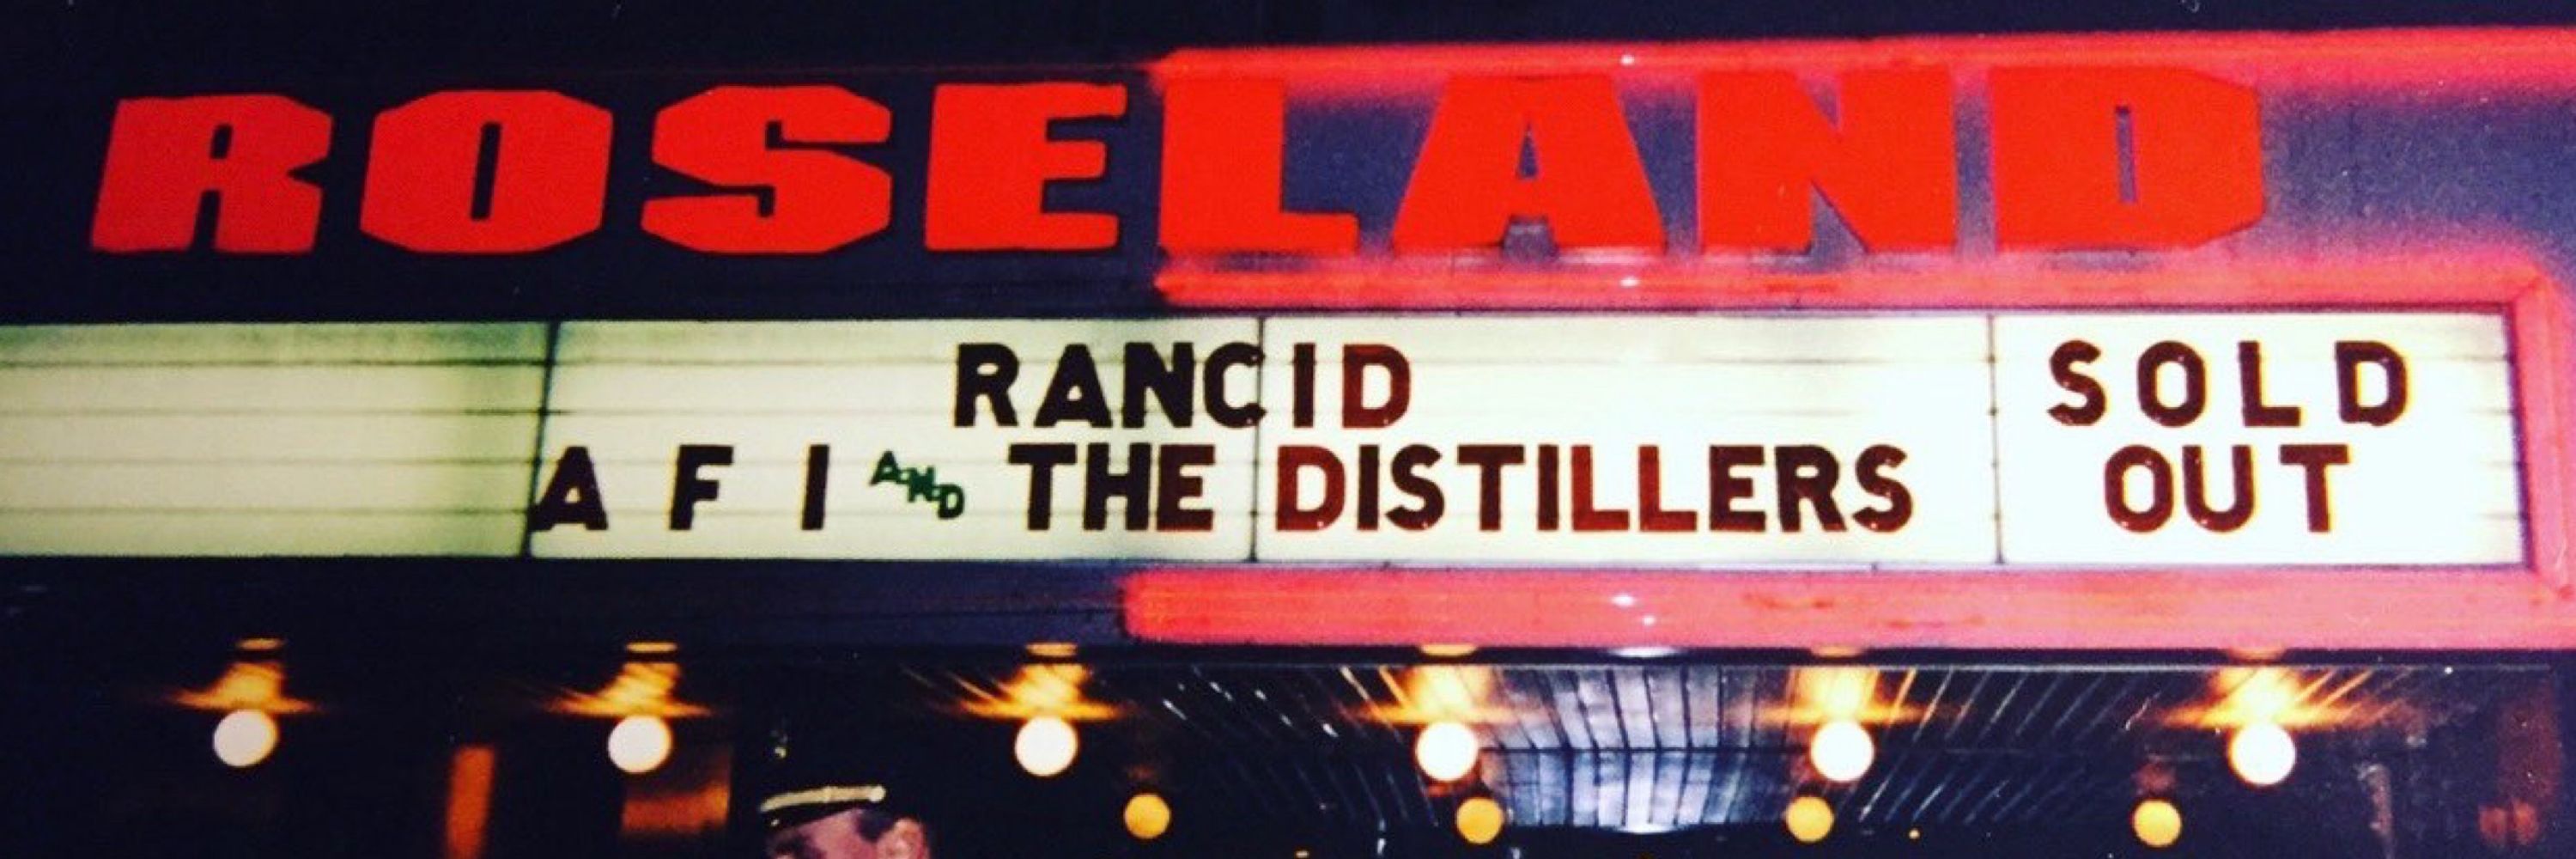 ROSELAND
RANCID
AFI AND THE DISTILLERS
SOLD
OUT